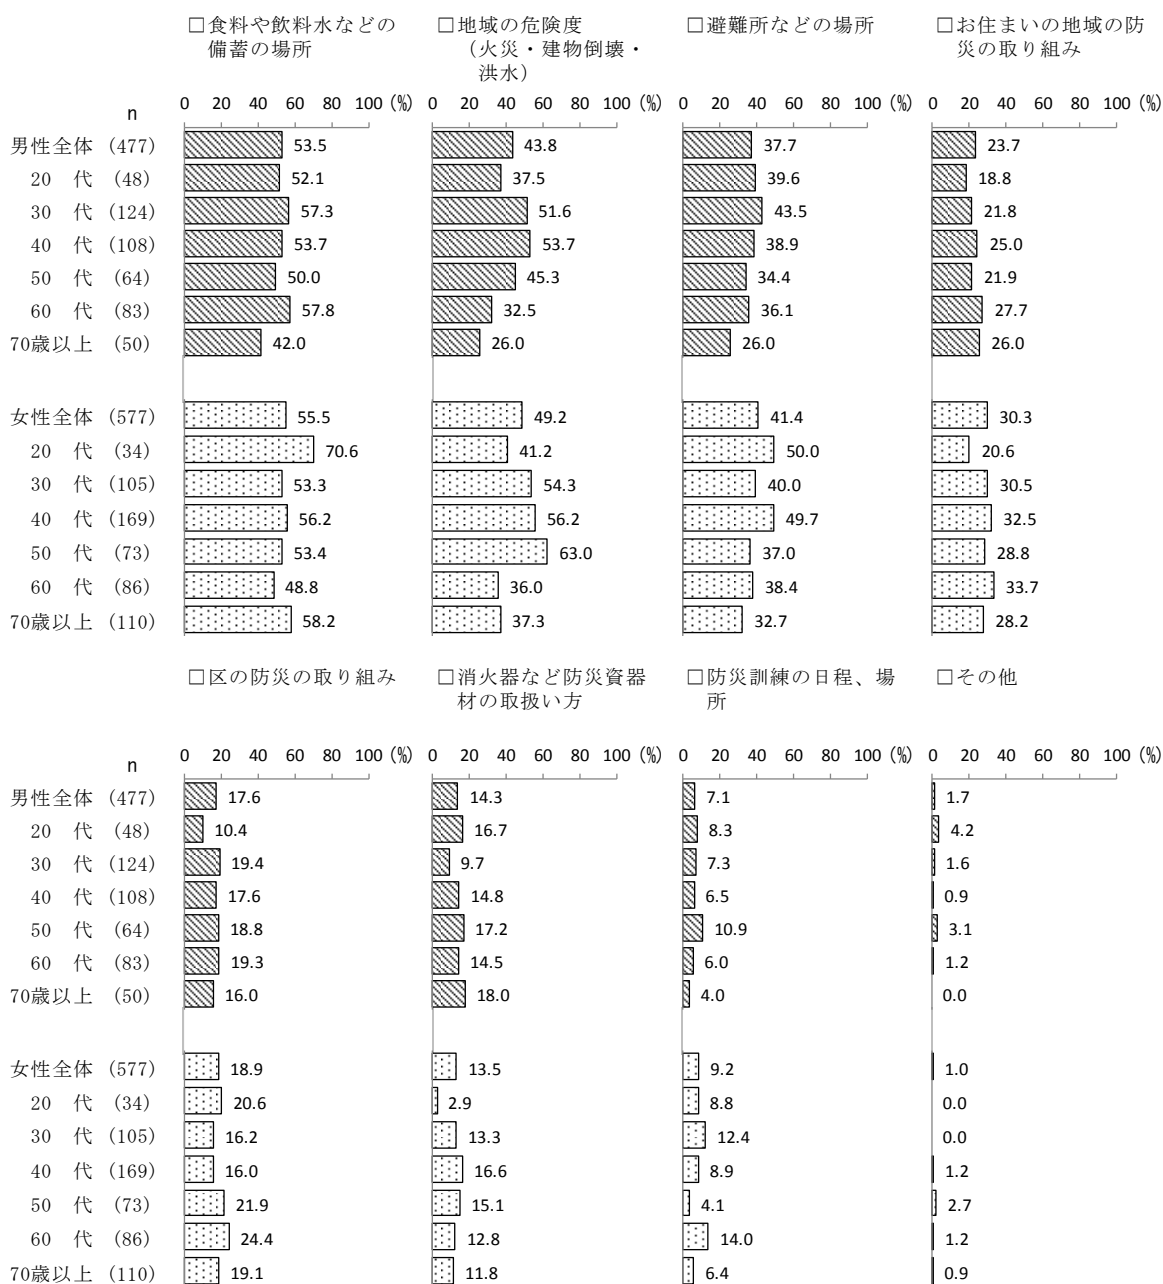 □食料や飲料水などの
備蓄の場所
□地域の危険度
（火災・建物倒壊・
洪水）
□避難所などの場所
□お住まいの地域の防
災の取り組み
n
0 20 40 60 80 100 (%) 0 20 40 60 80 100 (%) 0 20 40 60 80 100 (%) 0 20 40 60 80 100 (%)
男性全体 (477) 53.5 43.8 37.7 23.7
20 代 (48) 52.1 37.5 39.6 18.8
30 代 (124) 57.3 51.6 43.5 21.8
40 代 (108) 53.7 53.7 38.9 25.0
50 代 (64) 50.0 45.3 34.4 21.9
60 代 (83) 57.8 32.5 36.1 27.7
70歳以上 (50) 42.0 26.0 26.0 26.0
女性全体 (577) 55.5 49.2 41.4 30.3
20 代 (34) 70.6 41.2 50.0 20.6
30 代 (105) 53.3 54.3 40.0 30.5
40 代 (169) 56.2 56.2 49.7 32.5
50 代 (73) 53.4 63.0 37.0 28.8
60 代 (86) 48.8 36.0 38.4 33.7
70歳以上 (110) 58.2 37.3 32.7 28.2
□区の防災の取り組み
□消火器など防災資器
材の取扱い方
□防災訓練の日程、場
所
□その他
n
0 20 40 60 80 100 (%) 0 20 40 60 80 100 (%) 0 20 40 60 80 100 (%) 0 20 40 60 80 100 (%)
男性全体 (477) 17.6 14.3 7.1 1.7
20 代 (48) 10.4 16.7 8.3 4.2
30 代 (124) 19.4 9.7 7.3 1.6
40 代 (108) 17.6 14.8 6.5 0.9
50 代 (64) 18.8 17.2 10.9 3.1
60 代 (83) 19.3 14.5 6.0 1.2
70歳以上 (50) 16.0 18.0 4.0 0.0
女性全体 (577) 18.9 13.5 9.2 1.0
20 代 (34) 20.6 2.9 8.8 0.0
30 代 (105) 16.2 13.3 12.4 0.0
40 代 (169) 16.0 16.6 8.9 1.2
50 代 (73) 21.9 15.1 4.1 2.7
60 代 (86) 24.4 12.8 14.0 1.2
70歳以上 (110) 19.1 11.8 6.4 0.9